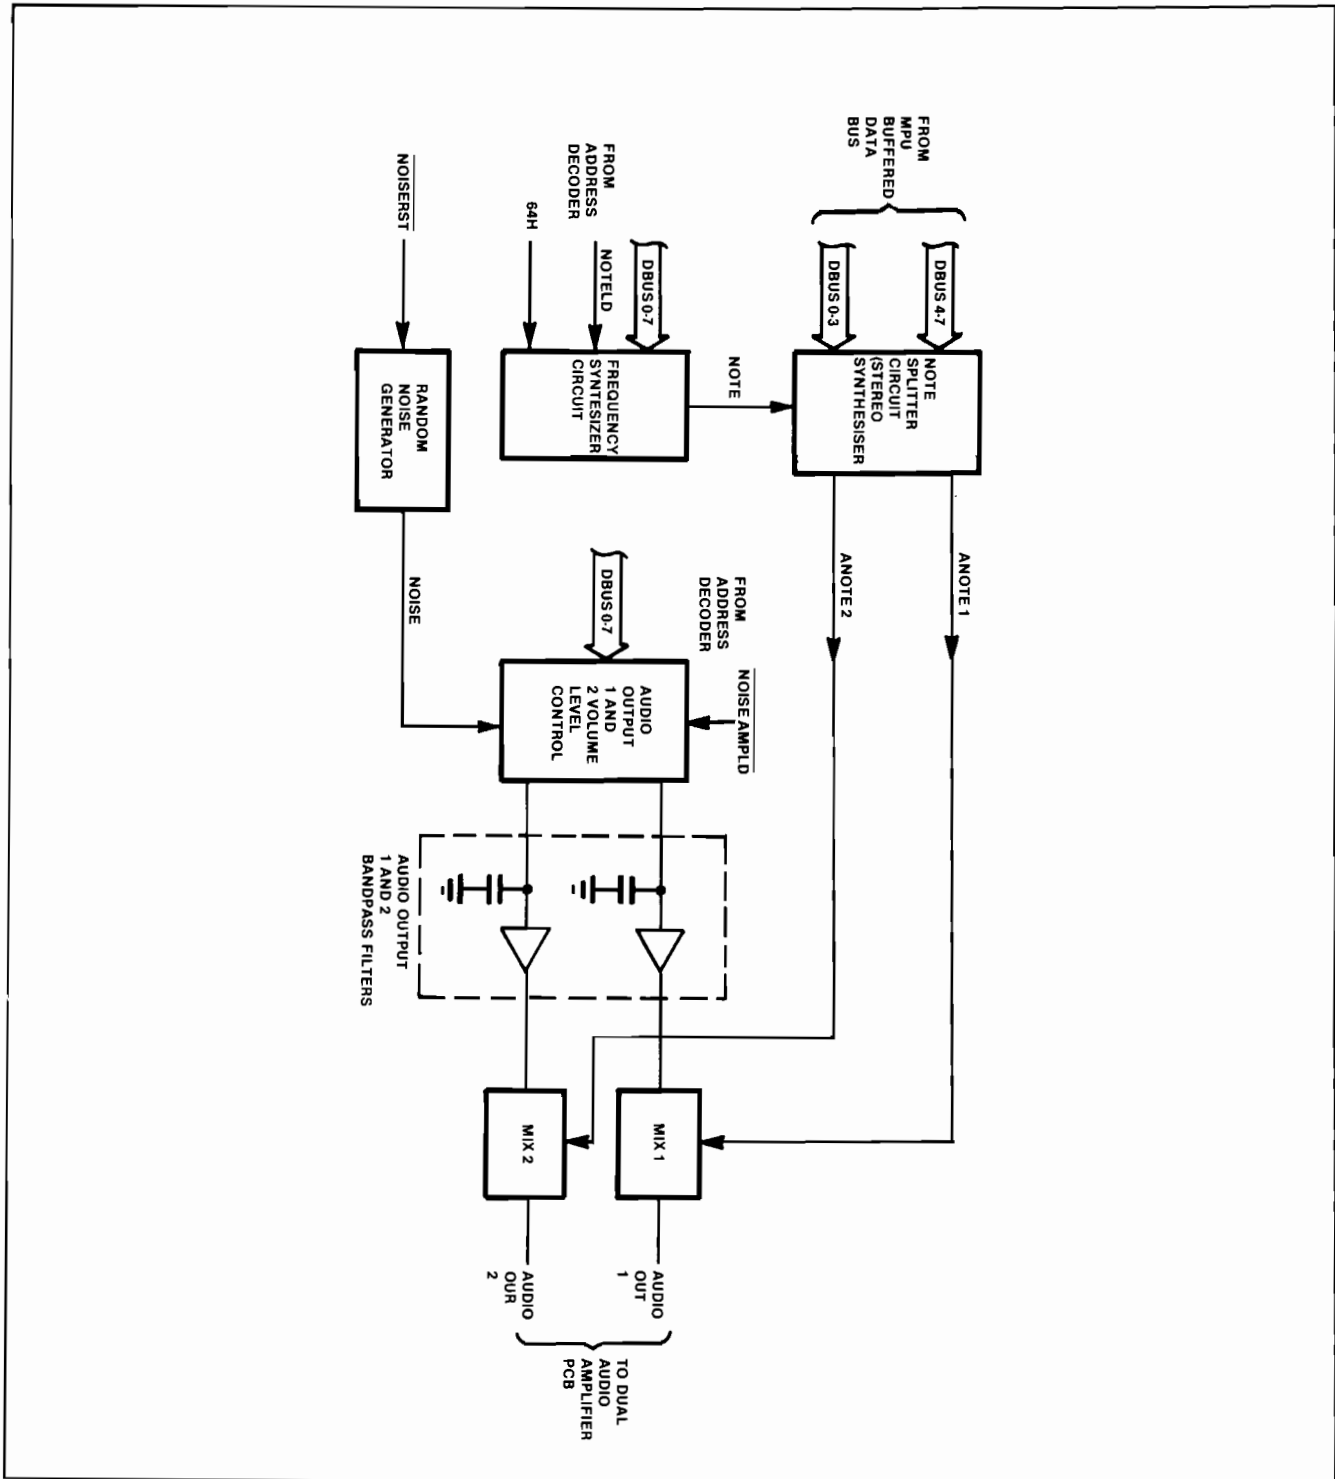 FROM
MPU
BUFFERED
DATA
BUS
DBUS 4-7
DBUS 0-3
NOTE
SPLITTER
CIRCUIT
(STEREO
SYNTHESISER
ANOTE 1
ANOTE 2
NOTE
FROM
ADDRESS
DECODER
DBUS 0-7
NOTELD
64H
FREQUENCY
SYNTESIZER
CIRCUIT
NOISERST
RANDOM
NOISE
GENERATOR
NOISE
FROM
ADDRESS
DECODER
NOISE AMPLD
DBUS 0-7
AUDIO
OUTPUT
1 AND
2 VOLUME
LEVEL
CONTROL
AUDIO OUTPUT
1 AND 2
BANDPASS FILTERS
MIX 1
MIX 2
AUDIO
OUT
1
AUDIO
OUR
2
TO DUAL
AUDIO
AMPLIFIER
PCB